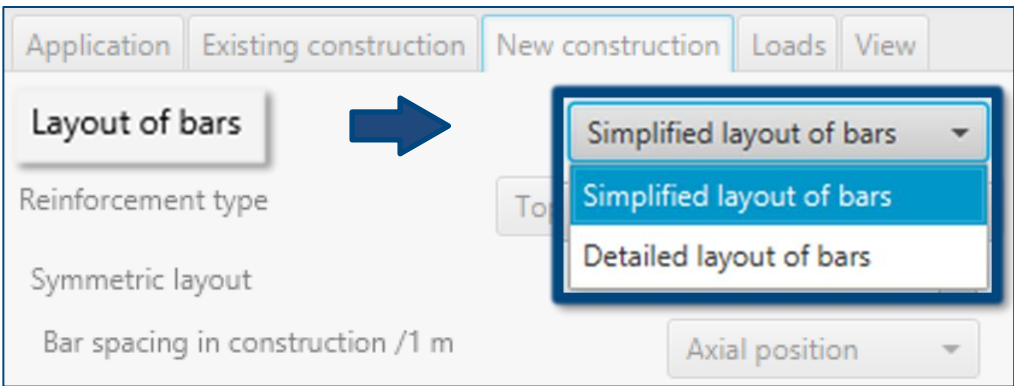 Application Existing construction New construction Loads View
Layout of bars Simplified layout of bars
Reinforcement type Simplified layout of bars
Detailed layout of bars
Symmetric layout
Bar spacing in construction /1 m Axial position